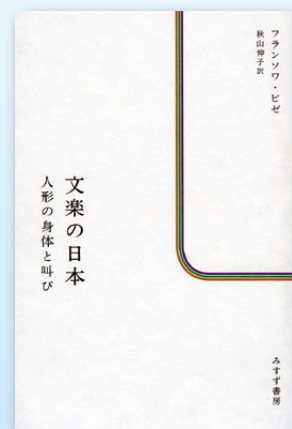 フランソワ・ビゼ
秋山伸子訳
文楽の日本
人形の身体と叫び
みすず書房